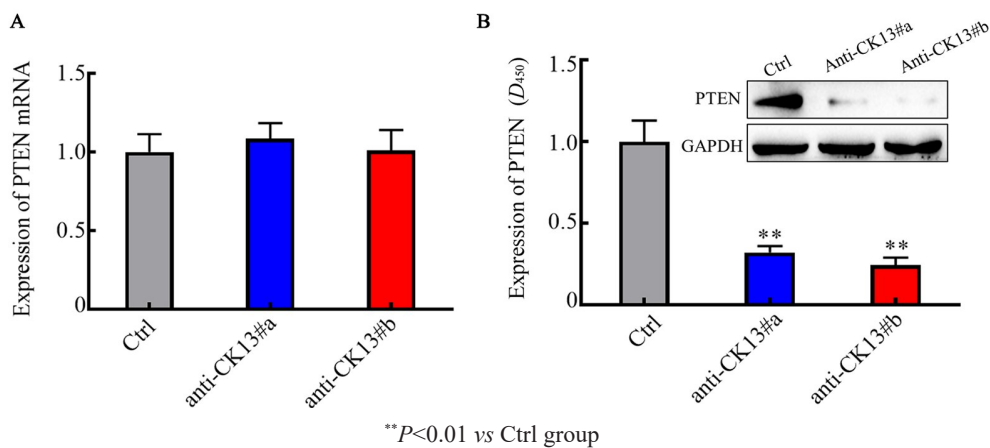 A
Expression of PTEN mRNA
1.5
1.0
0.5
0
Ctrl
anti-CK13#a
anti-CK13#b
B
Expression of PTEN (D450)
1.5
1.0
0.5
0
Ctrl
Anti-CK13#a
Anti-CK13#b
PTEN
GAPDH
**
**
Ctrl
anti-CK13#a
anti-CK13#b
**P<0.01 vs Ctrl group